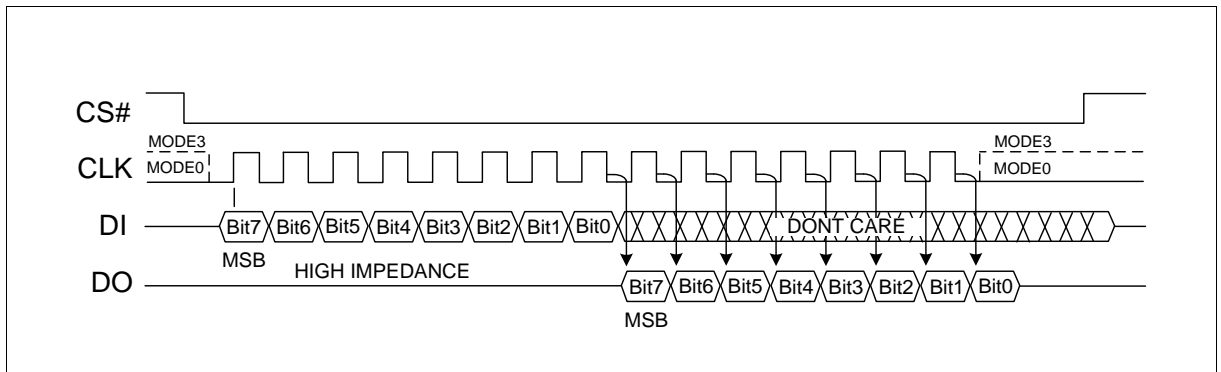 CS#
MODE3
MODE0
CLK
MODE3
MODE0
DI
Bit7 Bit6 Bit5 Bit4 Bit3 Bit2 Bit1 Bit0 DONT CARE
MSB
HIGH IMPEDANCE
DO
Bit7 Bit6 Bit5 Bit4 Bit3 Bit2 Bit1 Bit0
MSB